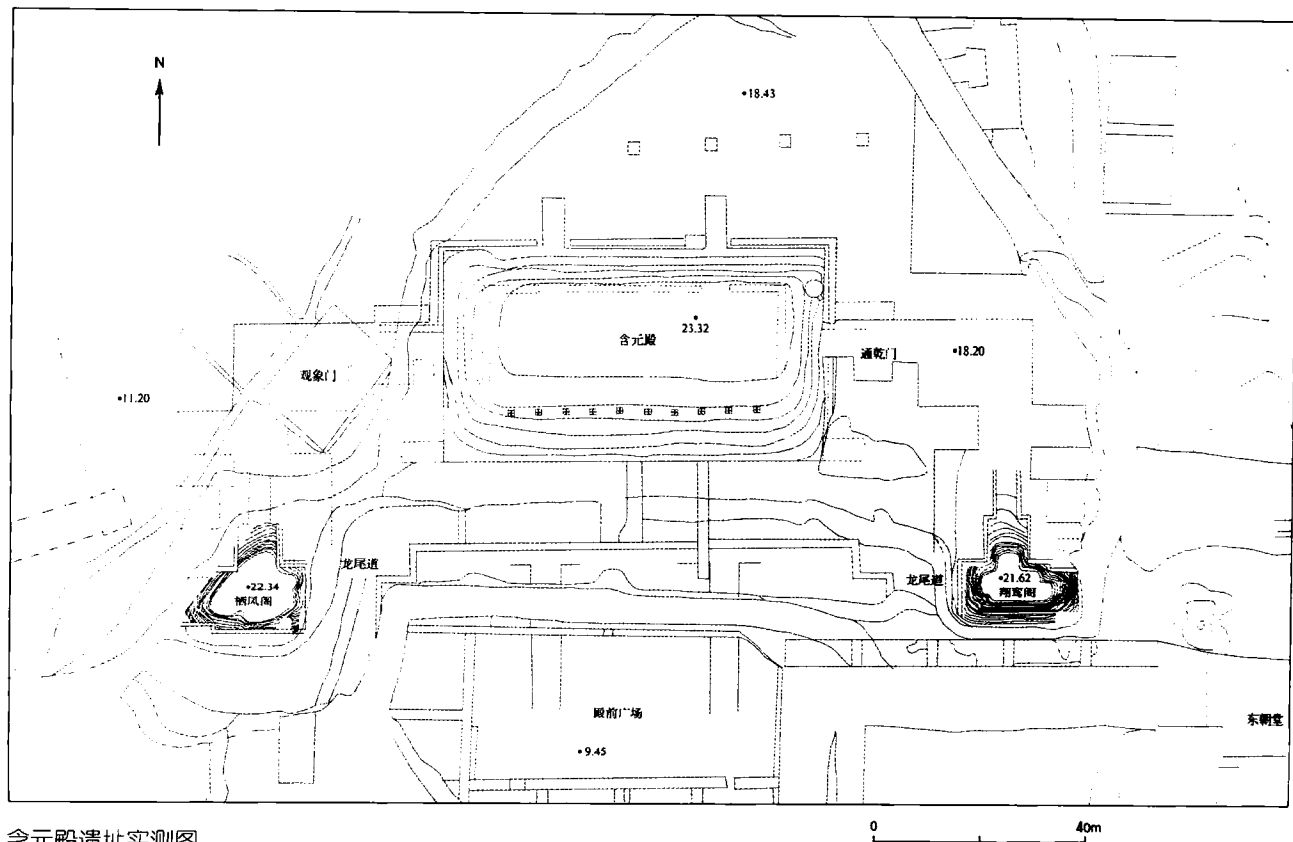 N
•18.43
含元殿
23.32
通乾门
•18.20
观象门
•11.20
龙尾道
龙尾道
•22.34
栖凤阁
•21.62
翔鸾阁
殿前广场
•9.45
东朝堂
含元殿遗址实测图
0
40m